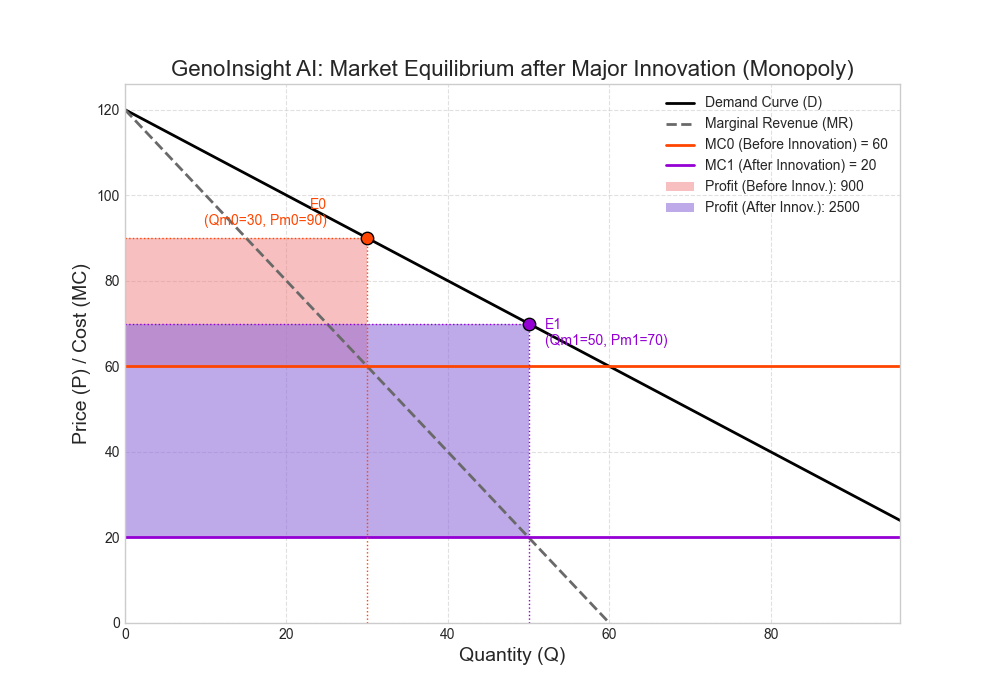 GenoInsight AI: Market Equilibrium after Major Innovation (Monopoly)
Demand Curve (D)
Marginal Revenue (MR)
MC0 (Before Innovation) = 60
MC1 (After Innovation) = 20
Profit (Before Innov.): 900
Profit (After Innov.): 2500
E0
(Qm0=30, Pm0=90)
E1
(Qm1=50, Pm1=70)
Price (P) / Cost (MC)
120
100
80
60
40
20
0
0 20 40 60 80
Quantity (Q)